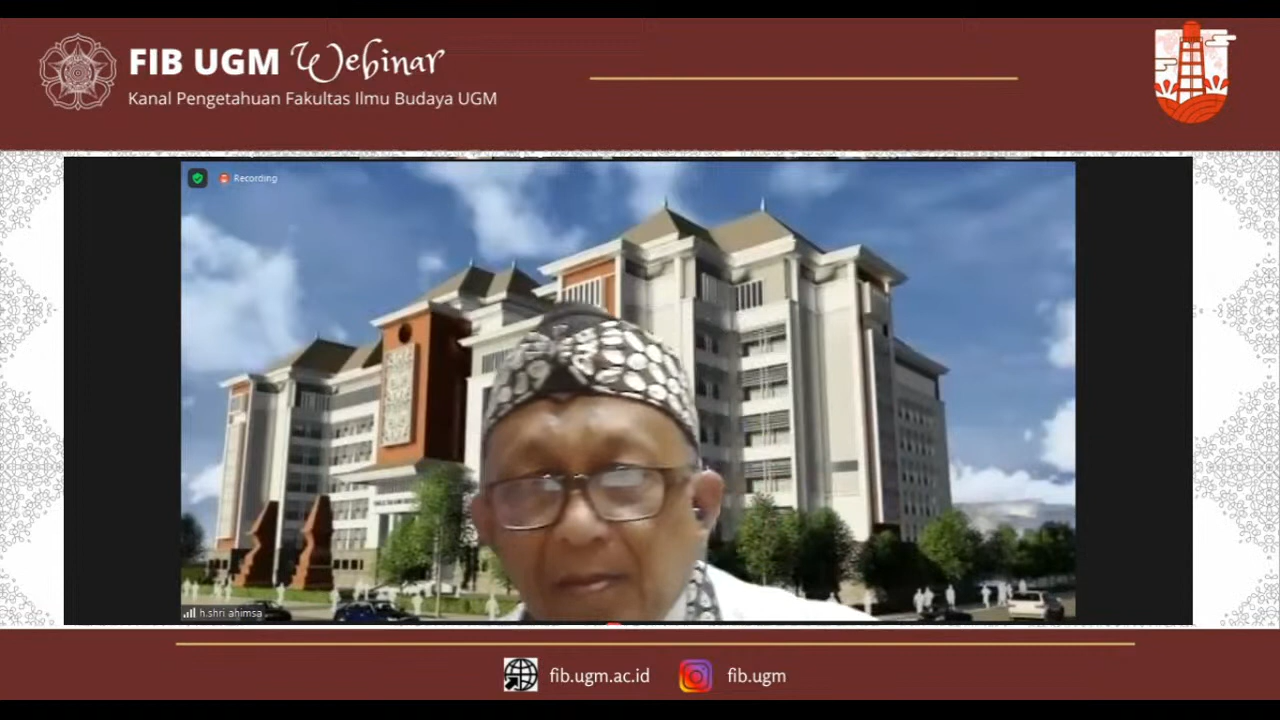 FIB UGM Webinar
Kanal Pengetahuan Fakultas Ilmu Budaya UGM
Recording
h.shri ahimsa
fib.ugm.ac.id
fib.ugm